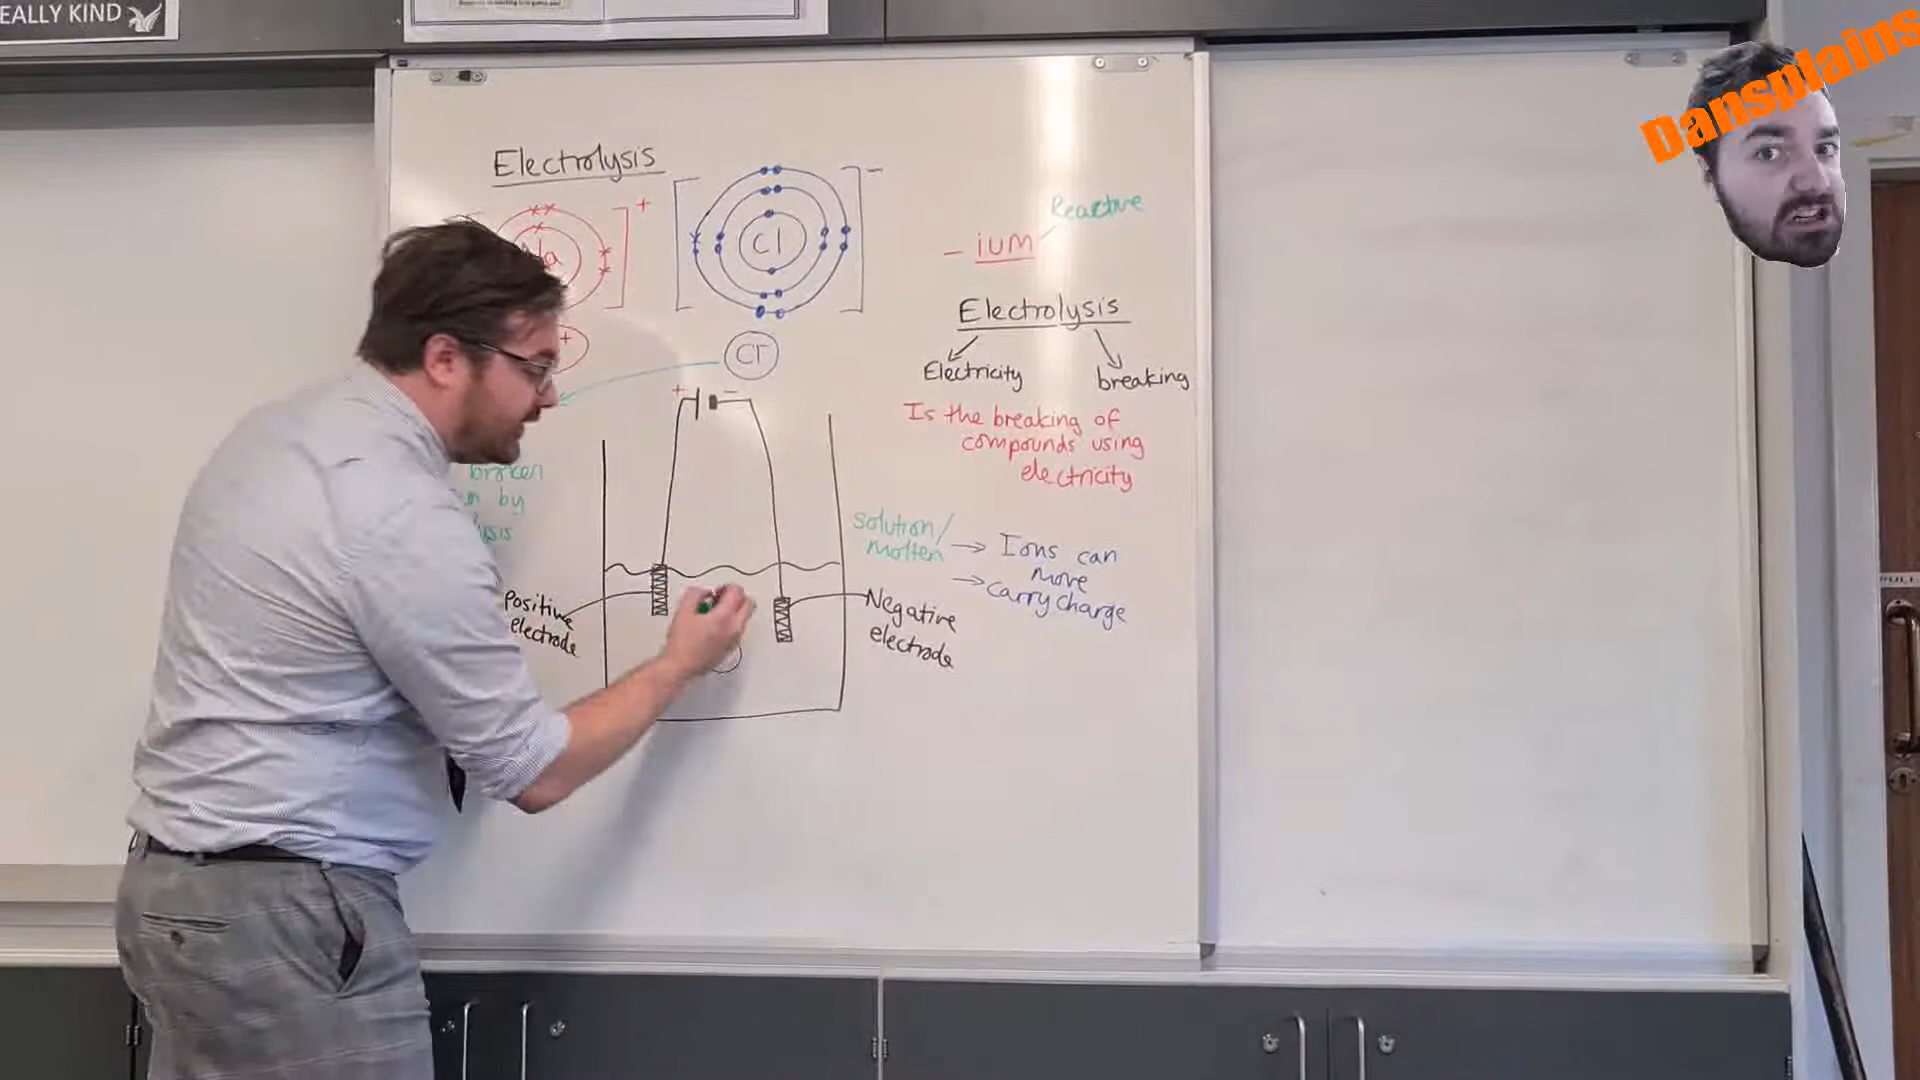 EALLY KIND
Dansplains
Electrolysis
+
-
Cl
Reactive
- ium
Electrolysis
Electricity
breaking
Is the breaking of
compounds using
electricity
+
Cl-
+ -
broken
by
solution/
molten
→ Ions can
move
→ carry charge
Positive
electrode
Negative
electrode
PULL